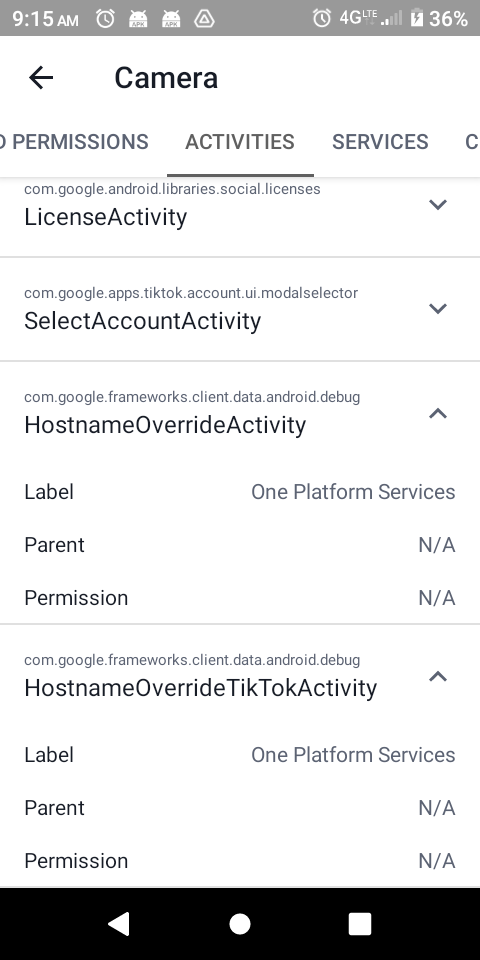 9:15 AM 4G LTE 36%
Camera
D PERMISSIONS ACTIVITIES SERVICES C
com.google.android.libraries.social.licenses
LicenseActivity
com.google.apps.tiktok.account.ui.modalselector
SelectAccountActivity
com.google.frameworks.client.data.android.debug
HostnameOverrideActivity
Label One Platform Services
Parent N/A
Permission N/A
com.google.frameworks.client.data.android.debug
HostnameOverrideTikTokActivity
Label One Platform Services
Parent N/A
Permission N/A